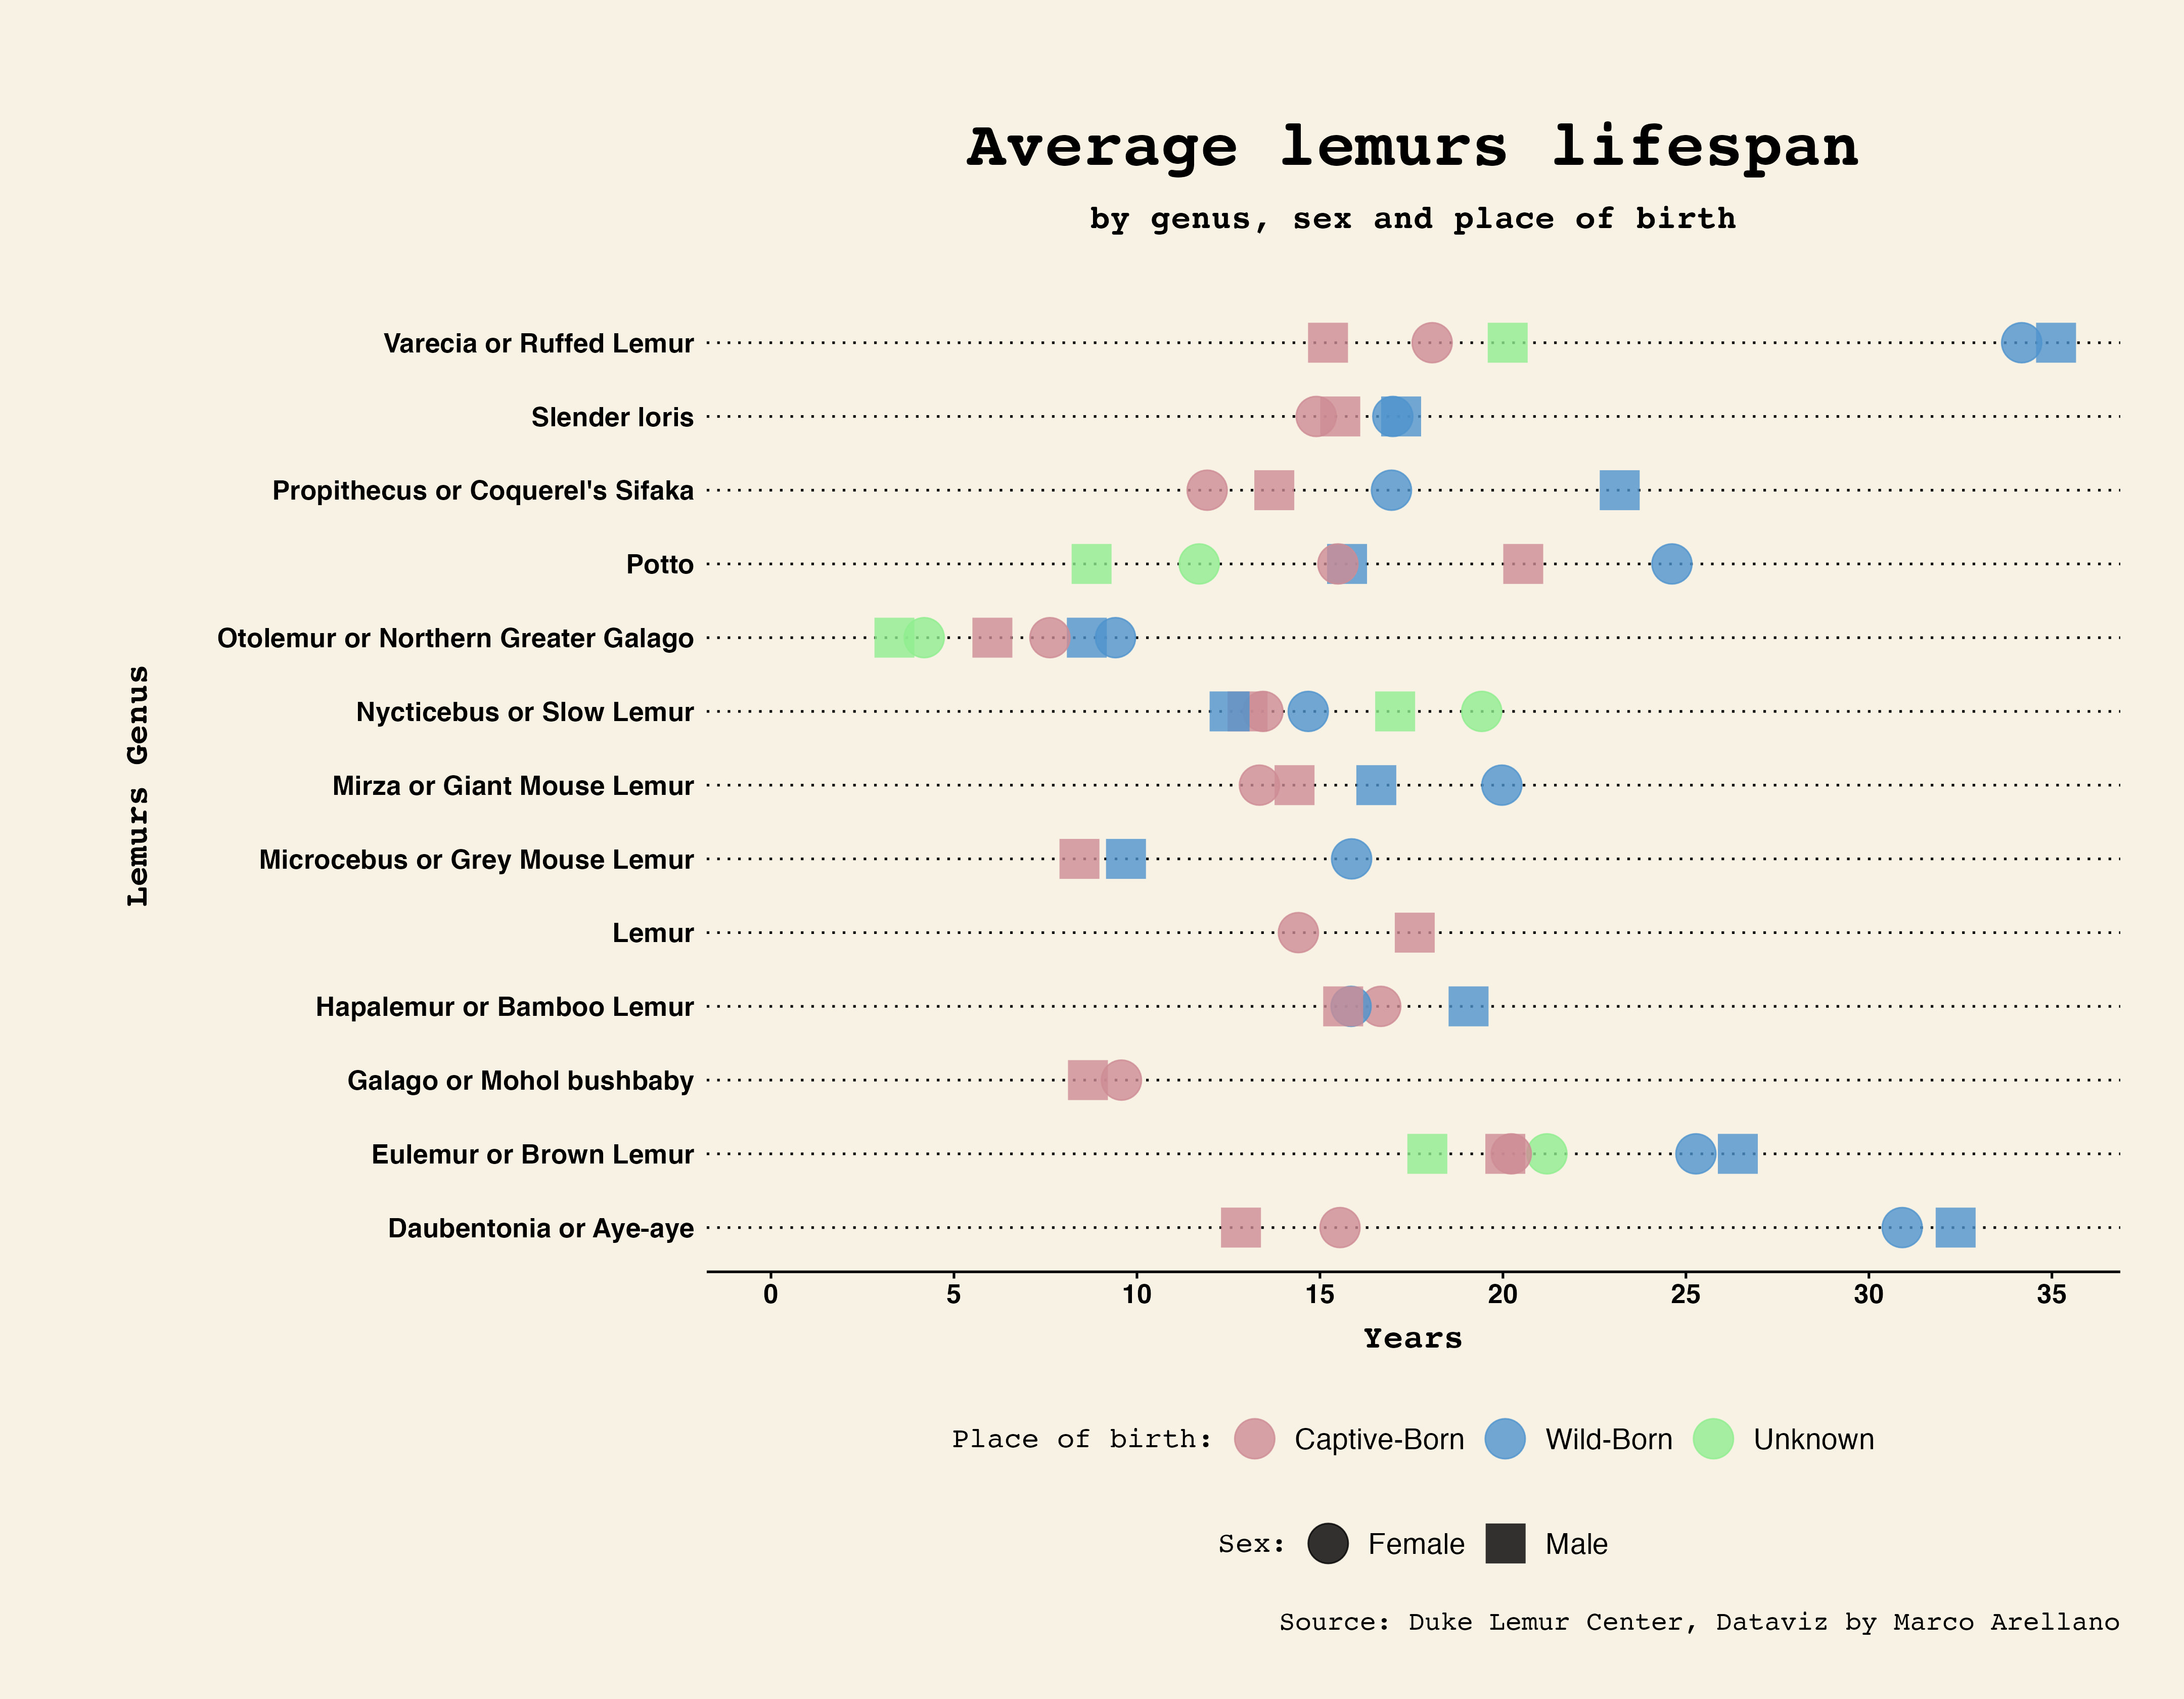 Average lemurs lifespan
by genus, sex and place of birth
Lemurs Genus
Varecia or Ruffed Lemur
Slender loris
Propithecus or Coquerel's Sifaka
Potto
Otolemur or Northern Greater Galago
Nycticebus or Slow Lemur
Mirza or Giant Mouse Lemur
Microcebus or Grey Mouse Lemur
Lemur
Hapalemur or Bamboo Lemur
Galago or Mohol bushbaby
Eulemur or Brown Lemur
Daubentonia or Aye-aye
0 5 10 15 20 25 30 35
Years
Place of birth: Captive-Born Wild-Born Unknown
Sex: Female Male
Source: Duke Lemur Center, Dataviz by Marco Arellano